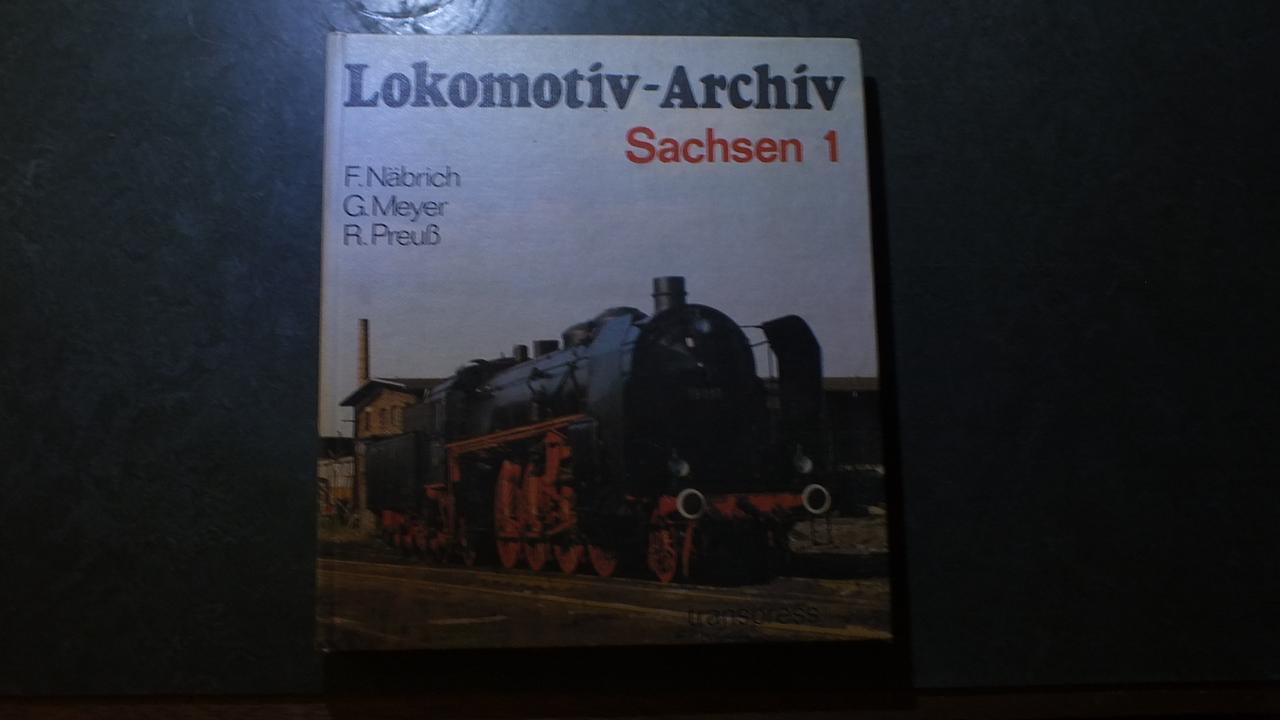 Lokomotiv-Archiv
Sachsen 1
F. Näbrich
G. Meyer
R. Preuß
transpress